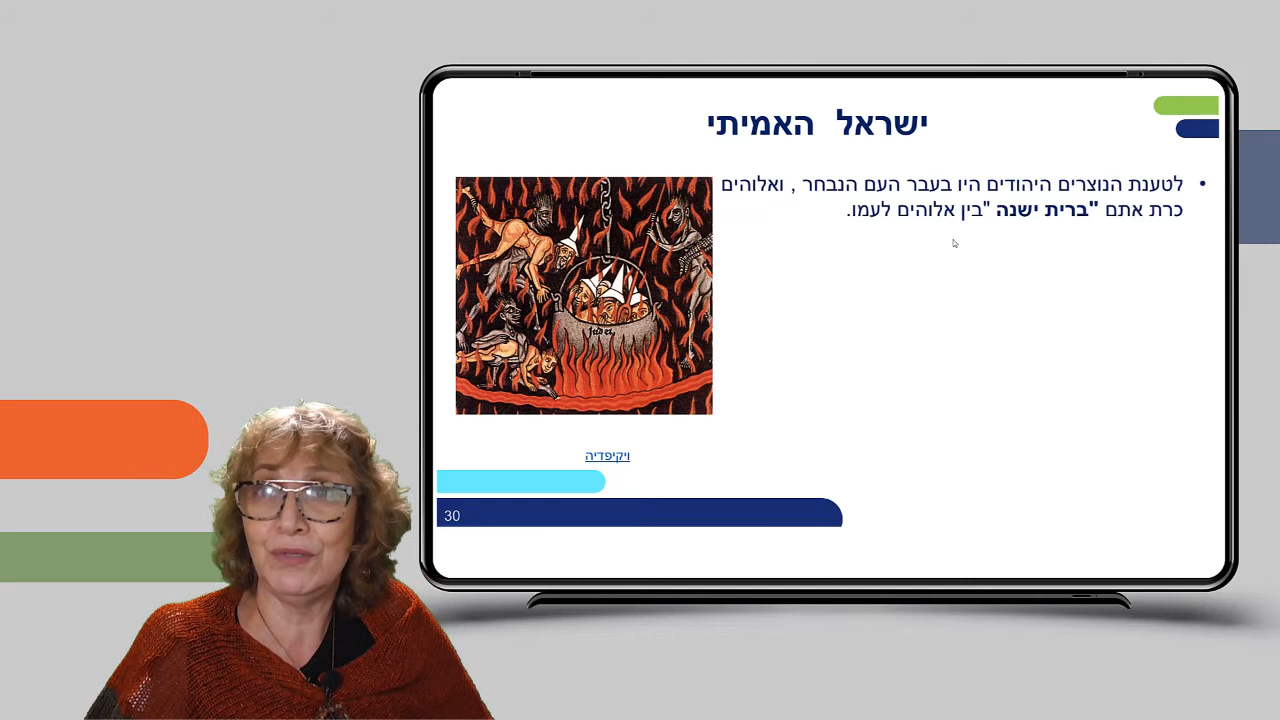 ישראל האמיתי
• לטענת הנוצרים היהודים היו בעבר העם הנבחר , ואלוהים
כרת אתם "ברית ישנה "בין אלוהים לעמו.
Judei
ויקיפדיה
30